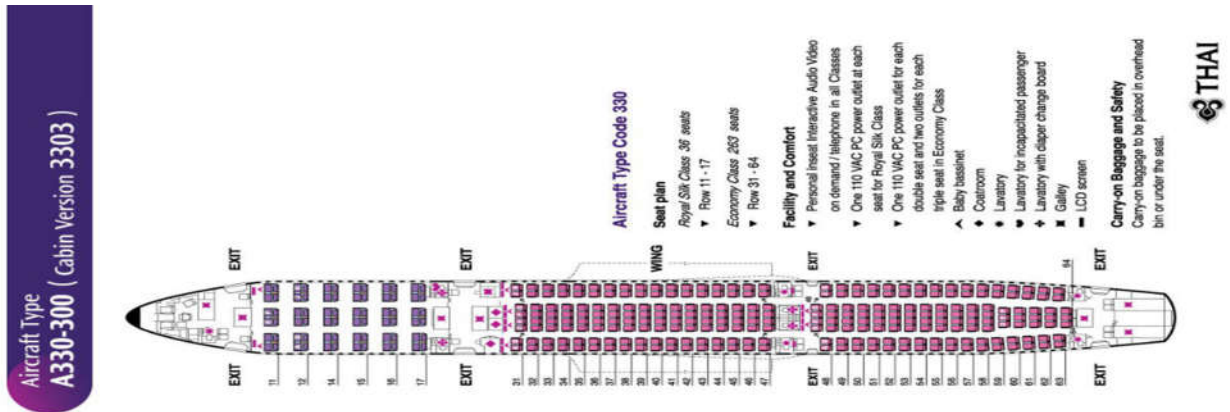 Aircraft Type
A330-300 ( Cabin Version 3303 )
EXIT
EXIT
11
12
14
15
16
17
EXIT
EXIT
31
32
33
34
35
36
37
38
39
40
41
42
43
44
45
46
47
WING
EXIT
EXIT
48
49
50
51
52
53
54
55
56
57
58
59
60
61
62
63
64
EXIT
EXIT
Aircraft Type Code 330
Seat plan
Royal Silk Class 36 seats
Row 11 - 17
Economy Class 263 seats
Row 31 - 64
Facility and Comfort
Personal Inseat Interactive Audio Video
on demand / telephone in all Classes
One 110 VAC PC power outlet at each
seat for Royal Silk Class
One 110 VAC PC power outlet for each
double seat and two outlets for each
triple seat in Economy Class
Baby bassinet
Coatroom
Lavatory
Lavatory for incapacitated passenger
Lavatory with diaper change board
Galley
LCD screen
Carry-on Baggage and Safety
Carry-on baggage to be placed in overhead
bin or under the seat.
THAI